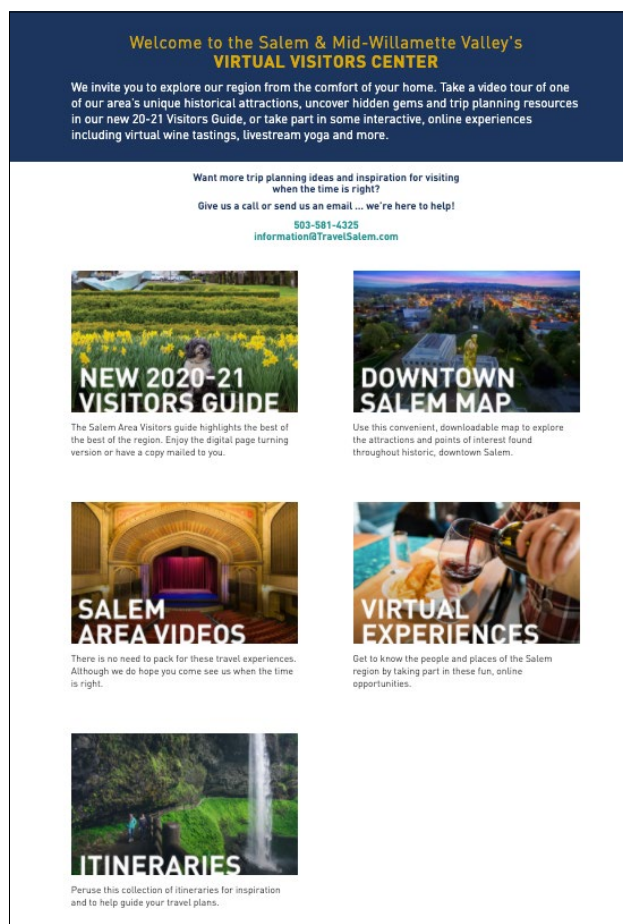 Welcome to the Salem & Mid-Willamette Valley's
VIRTUAL VISITORS CENTER
We invite you to explore our region from the comfort of your home. Take a video tour of one
of our area's unique historical attractions, uncover hidden gems and trip planning resources
in our new 20-21 Visitors Guide, or take part in some interactive, online experiences
including virtual wine tastings, livestream yoga and more.
Want more trip planning ideas and inspiration for visiting
when the time is right?
Give us a call or send us an email ... we're here to help!
503-581-4325
information@TravelSalem.com
NEW 2020-21
VISITORS GUIDE
The Salem Area Visitors guide highlights the best of
the best of the region. Enjoy the digital page turning
version or have a copy mailed to you.
DOWNTOWN
SALEM MAP
Use this convenient, downloadable map to explore
the attractions and points of interest found
throughout historic, downtown Salem.
SALEM
AREA VIDEOS
There is no need to pack for these travel experiences.
Although we do hope you come see us when the time
is right.
VIRTUAL
EXPERIENCES
Get to know the people and places of the Salem
region by taking part in these fun, online
opportunities.
ITINERARIES
Peruse this collection of itineraries for inspiration
and to help guide your travel plans.